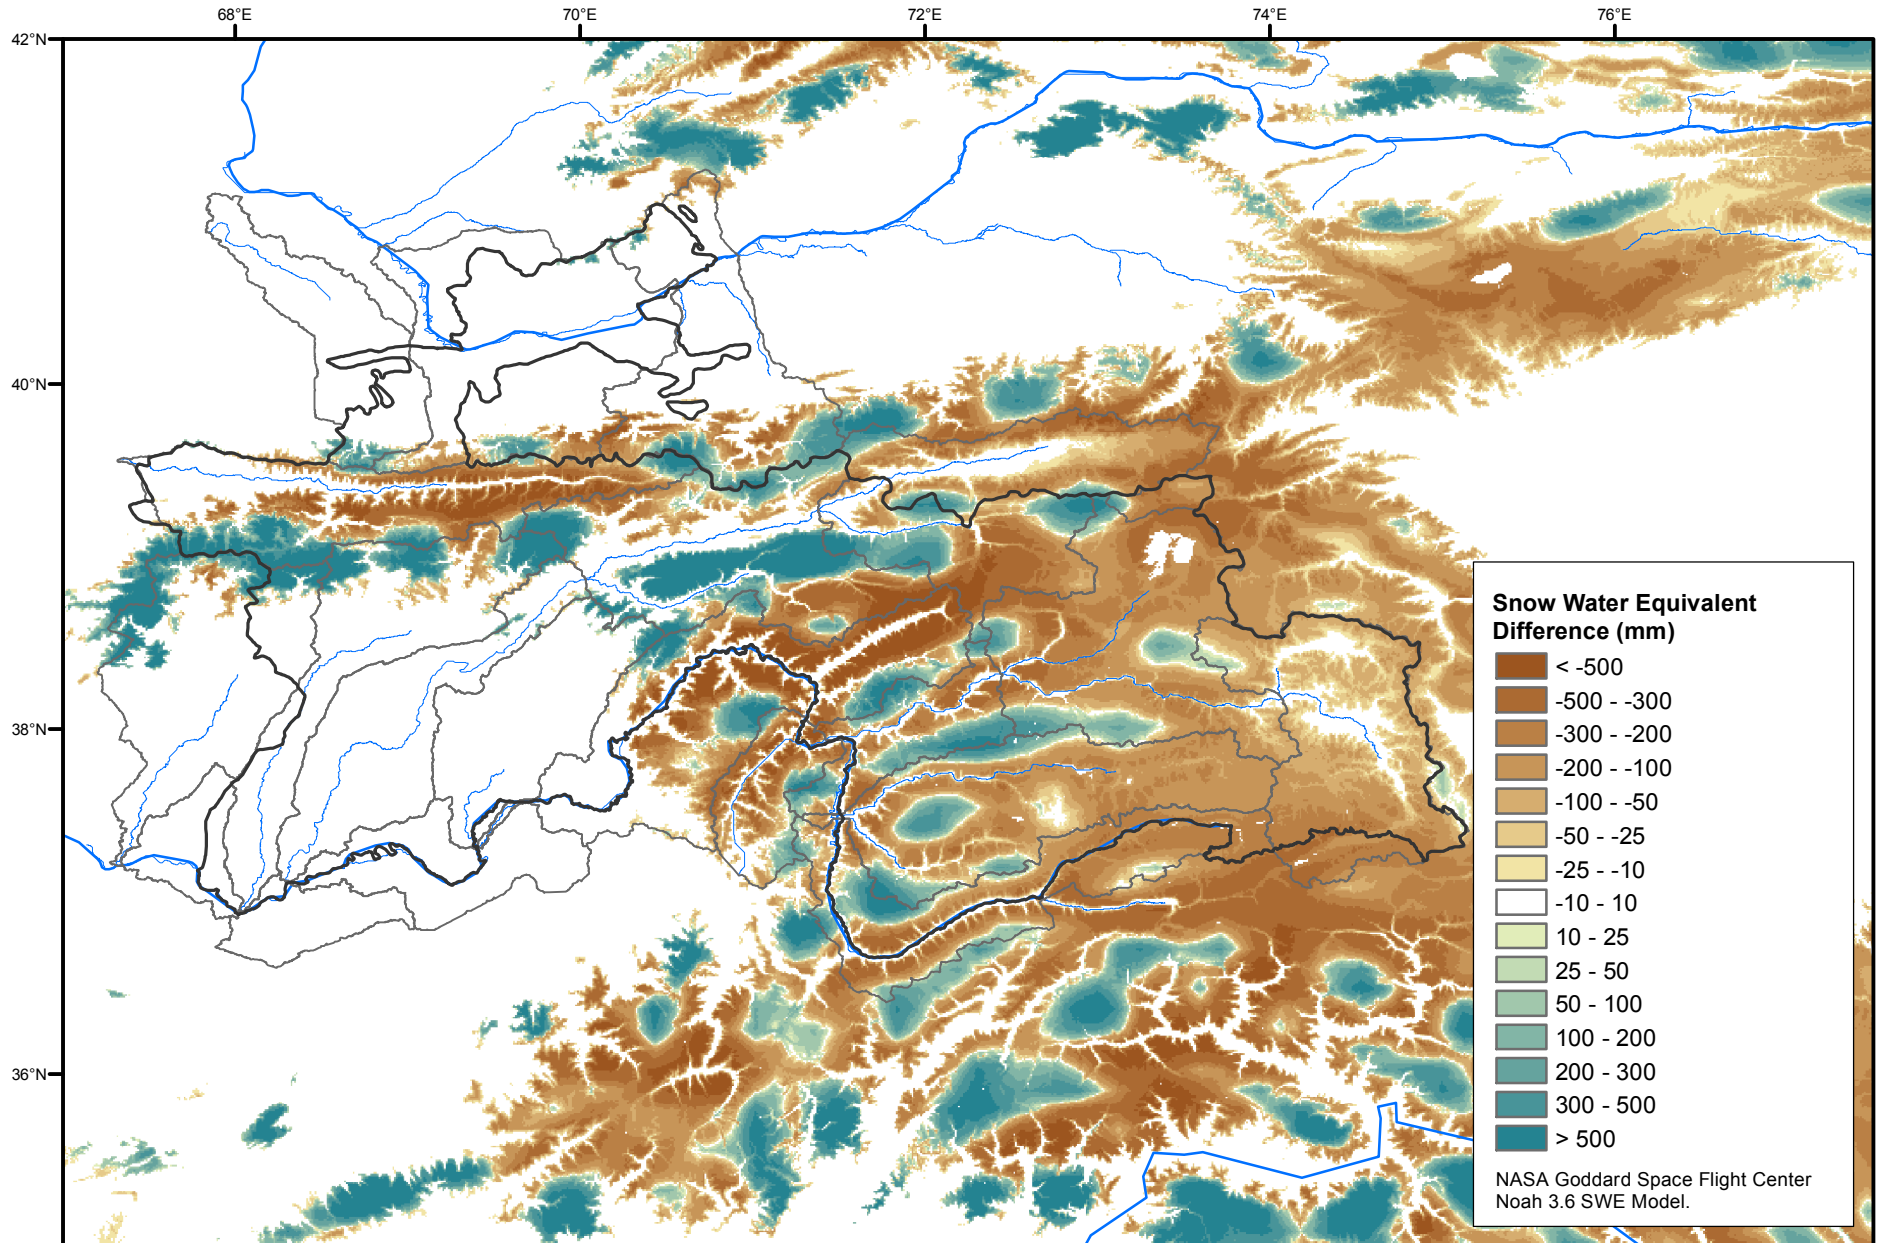 68°E
70°E
72°E
74°E
76°E
42°N
40°N
38°N
36°N
Snow Water Equivalent
Difference (mm)
< -500
-500 - -300
-300 - -200
-200 - -100
-100 - -50
-50 - -25
-25 - -10
-10 - 10
10 - 25
25 - 50
50 - 100
100 - 200
200 - 300
300 - 500
> 500
NASA Goddard Space Flight Center
Noah 3.6 SWE Model.